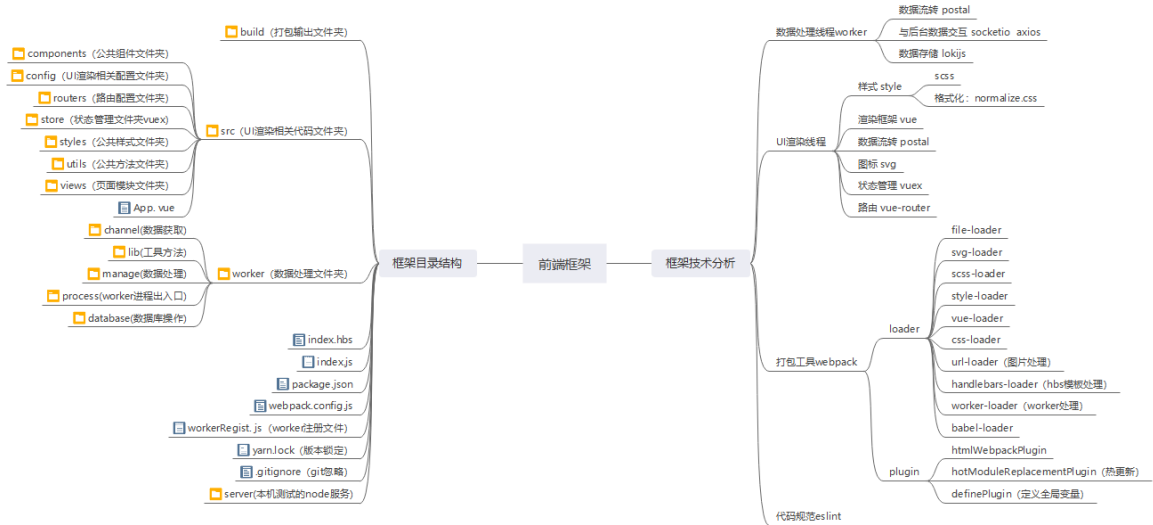 前端框架
框架目录结构
build（打包输出文件夹）
src（UI渲染相关代码文件夹）
components（公共组件文件夹）
config（UI渲染相关配置文件夹）
routers（路由配置文件夹）
store（状态管理文件夹vuex）
styles（公共样式文件夹）
utils（公共方法文件夹）
views（页面模块文件夹）
App. vue
worker（数据处理文件夹）
channel(数据获取)
lib(工具方法)
manage(数据处理)
process(worker进程出入口)
database(数据库操作)
index.hbs
index.js
package.json
webpack.config.js
workerRegist. js（worker注册文件）
yarn.lock（版本锁定）
.gitignore（git忽略）
server(本机测试的node服务)
框架技术分析
数据处理线程worker
数据流转 postal
与后台数据交互 socketio  axios
数据存储 lokijs
UI渲染线程
样式 style
scss
格式化：normalize.css
渲染框架 vue
数据流转 postal
图标 svg
状态管理 vuex
路由 vue-router
打包工具webpack
loader
file-loader
svg-loader
scss-loader
style-loader
vue-loader
css-loader
url-loader（图片处理）
handlebars-loader（hbs模板处理）
worker-loader（worker处理）
babel-loader
plugin
htmlWebpackPlugin
hotModuleReplacementPlugin（热更新）
definePlugin（定义全局变量）
代码规范eslint